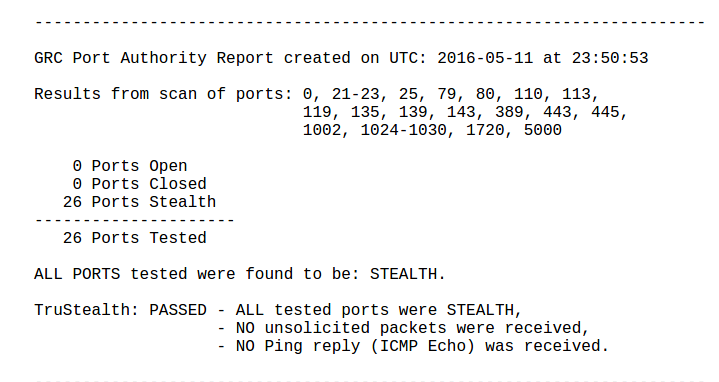 ----------------------------------------------------------------------
GRC Port Authority Report created on UTC: 2016-05-11 at 23:50:53
Results from scan of ports: 0, 21-23, 25, 79, 80, 110, 113,
119, 135, 139, 143, 389, 443, 445,
1002, 1024-1030, 1720, 5000
0 Ports Open
0 Ports Closed
26 Ports Stealth
---------------------
26 Ports Tested
ALL PORTS tested were found to be: STEALTH.
TruStealth: PASSED - ALL tested ports were STEALTH,
- NO unsolicited packets were received,
- NO Ping reply (ICMP Echo) was received.
----------------------------------------------------------------------